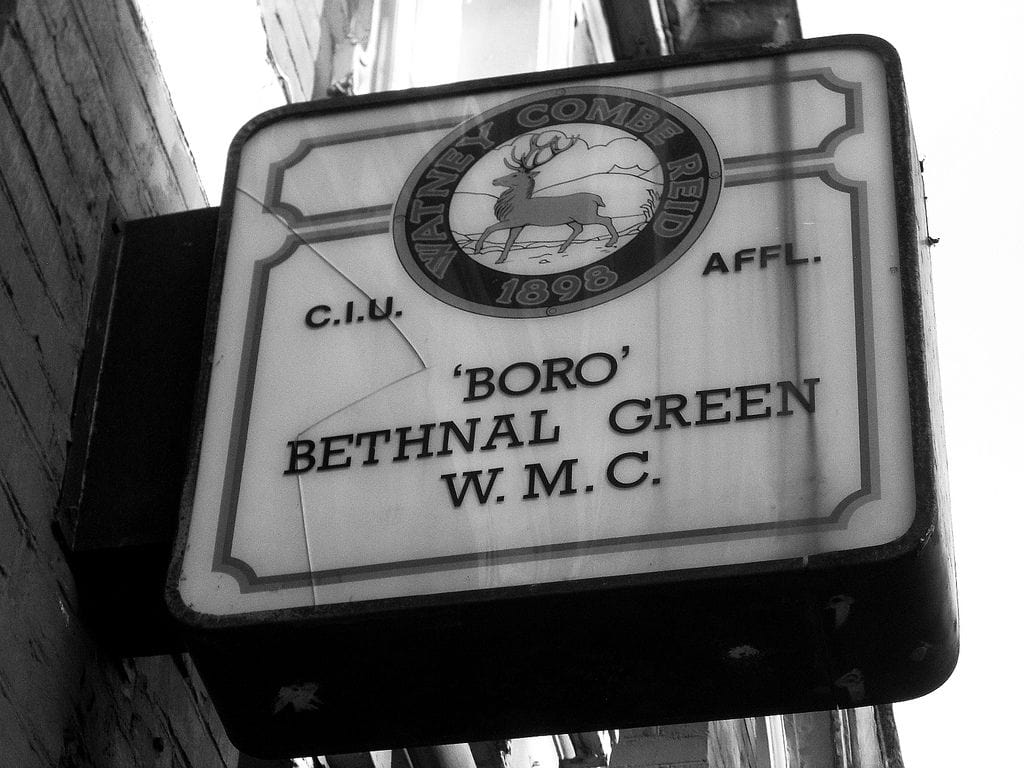 WATNEY COMBE REID
1898
C.I.U. AFFL.
'BORO'
BETHNAL GREEN
W. M. C.